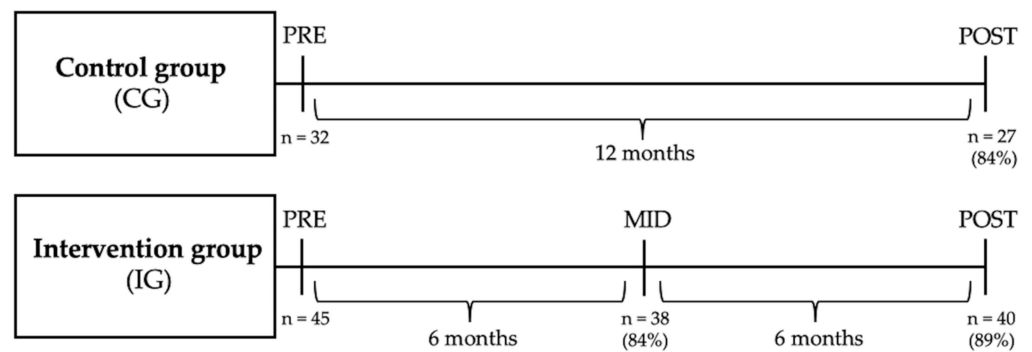 PRE
POST
Control group
(CG)
n = 32
12 months
n = 27
(84%)
PRE
MID
POST
Intervention group
(IG)
n = 45
6 months
n = 38
(84%)
6 months
n = 40
(89%)